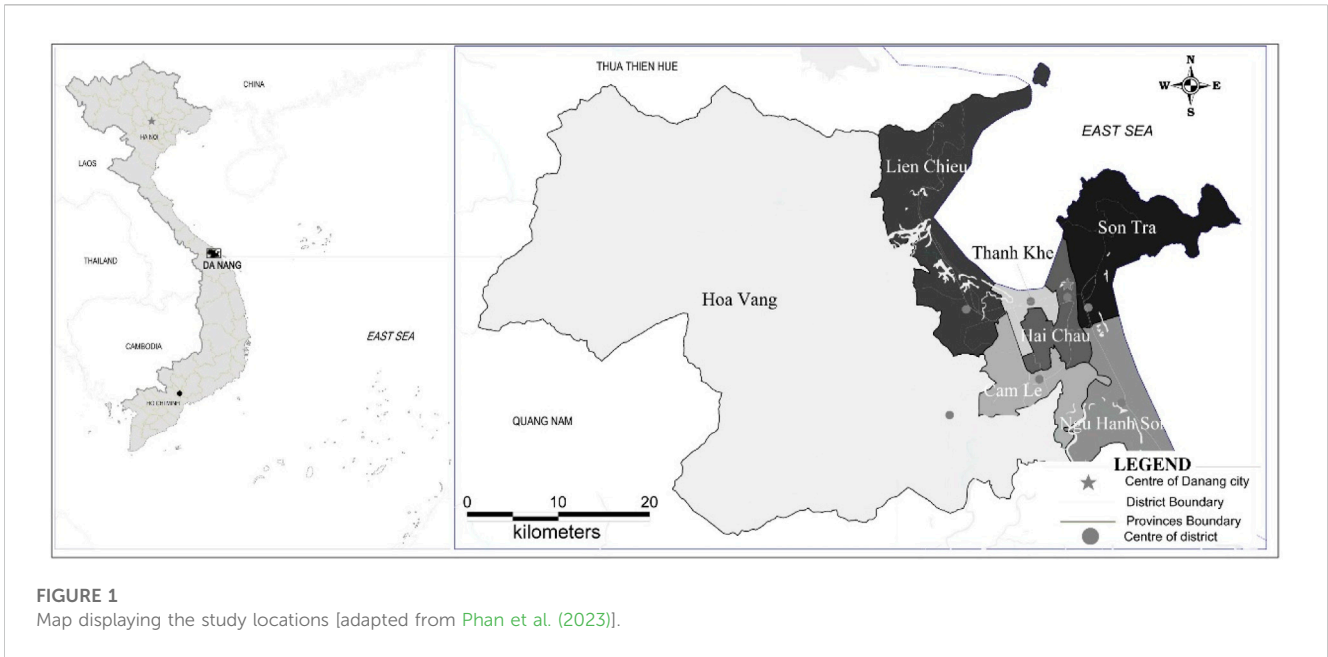 CHINA
HA NOI
LAOS
THAILAND
DA NANG
CAMBODIA
EAST SEA
HO CHI MINH
THUA THIEN HUE
N
W E
S
EAST SEA
Lien Chieu
Son Tra
Thanh Khe
Hoa Vang
Hai Chau
Cam Le
Ngu Hanh Son
QUANG NAM
0 10 20
kilometers
LEGEND
Centre of Danang city
District Boundary
Provinces Boundary
Centre of district
FIGURE 1
Map displaying the study locations [adapted from Phan et al. (2023)].